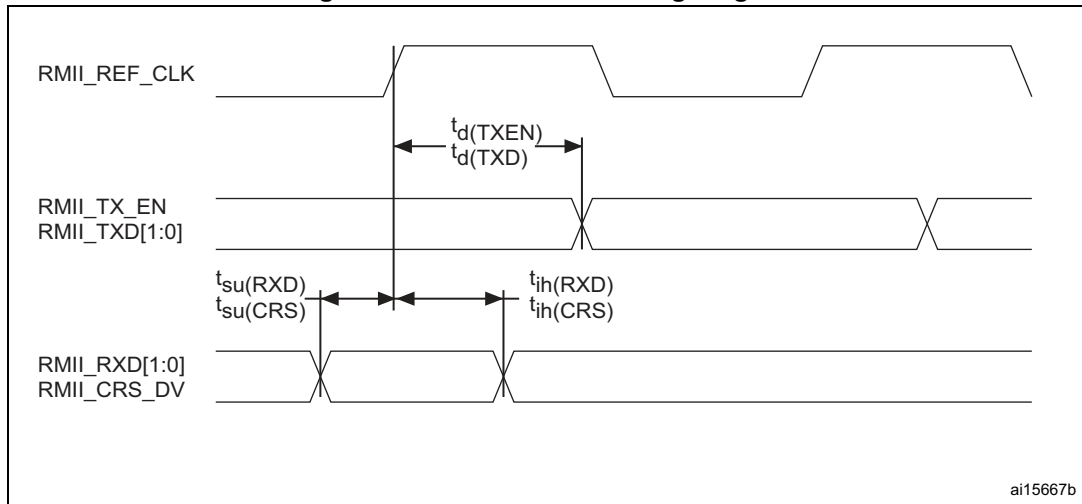 RMII_REF_CLK
td(TXEN)
td(TXD)
RMII_TX_EN
RMII_TXD[1:0]
tsu(RXD)
tsu(CRS)
tih(RXD)
tih(CRS)
RMII_RXD[1:0]
RMII_CRS_DV
ai15667b